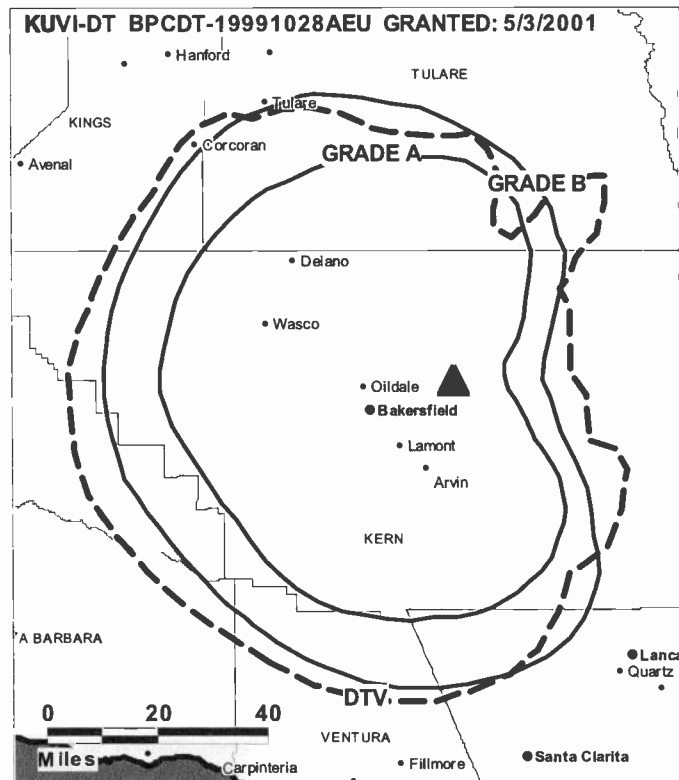 KUVI-DT BPCDT-19991028AEU GRANTED: 5/3/2001
Hanford
TULARE
Tulare
KINGS
Corcoran
Avenal
GRADE A
GRADE B
Delano
Wasco
Oildale
Bakersfield
Lamont
Arvin
KERN
A BARBARA
Lanca
Quartz
DTV
0 20 40
VENTURA
Miles
Santa Clarita
Fillmore
Carpinteria